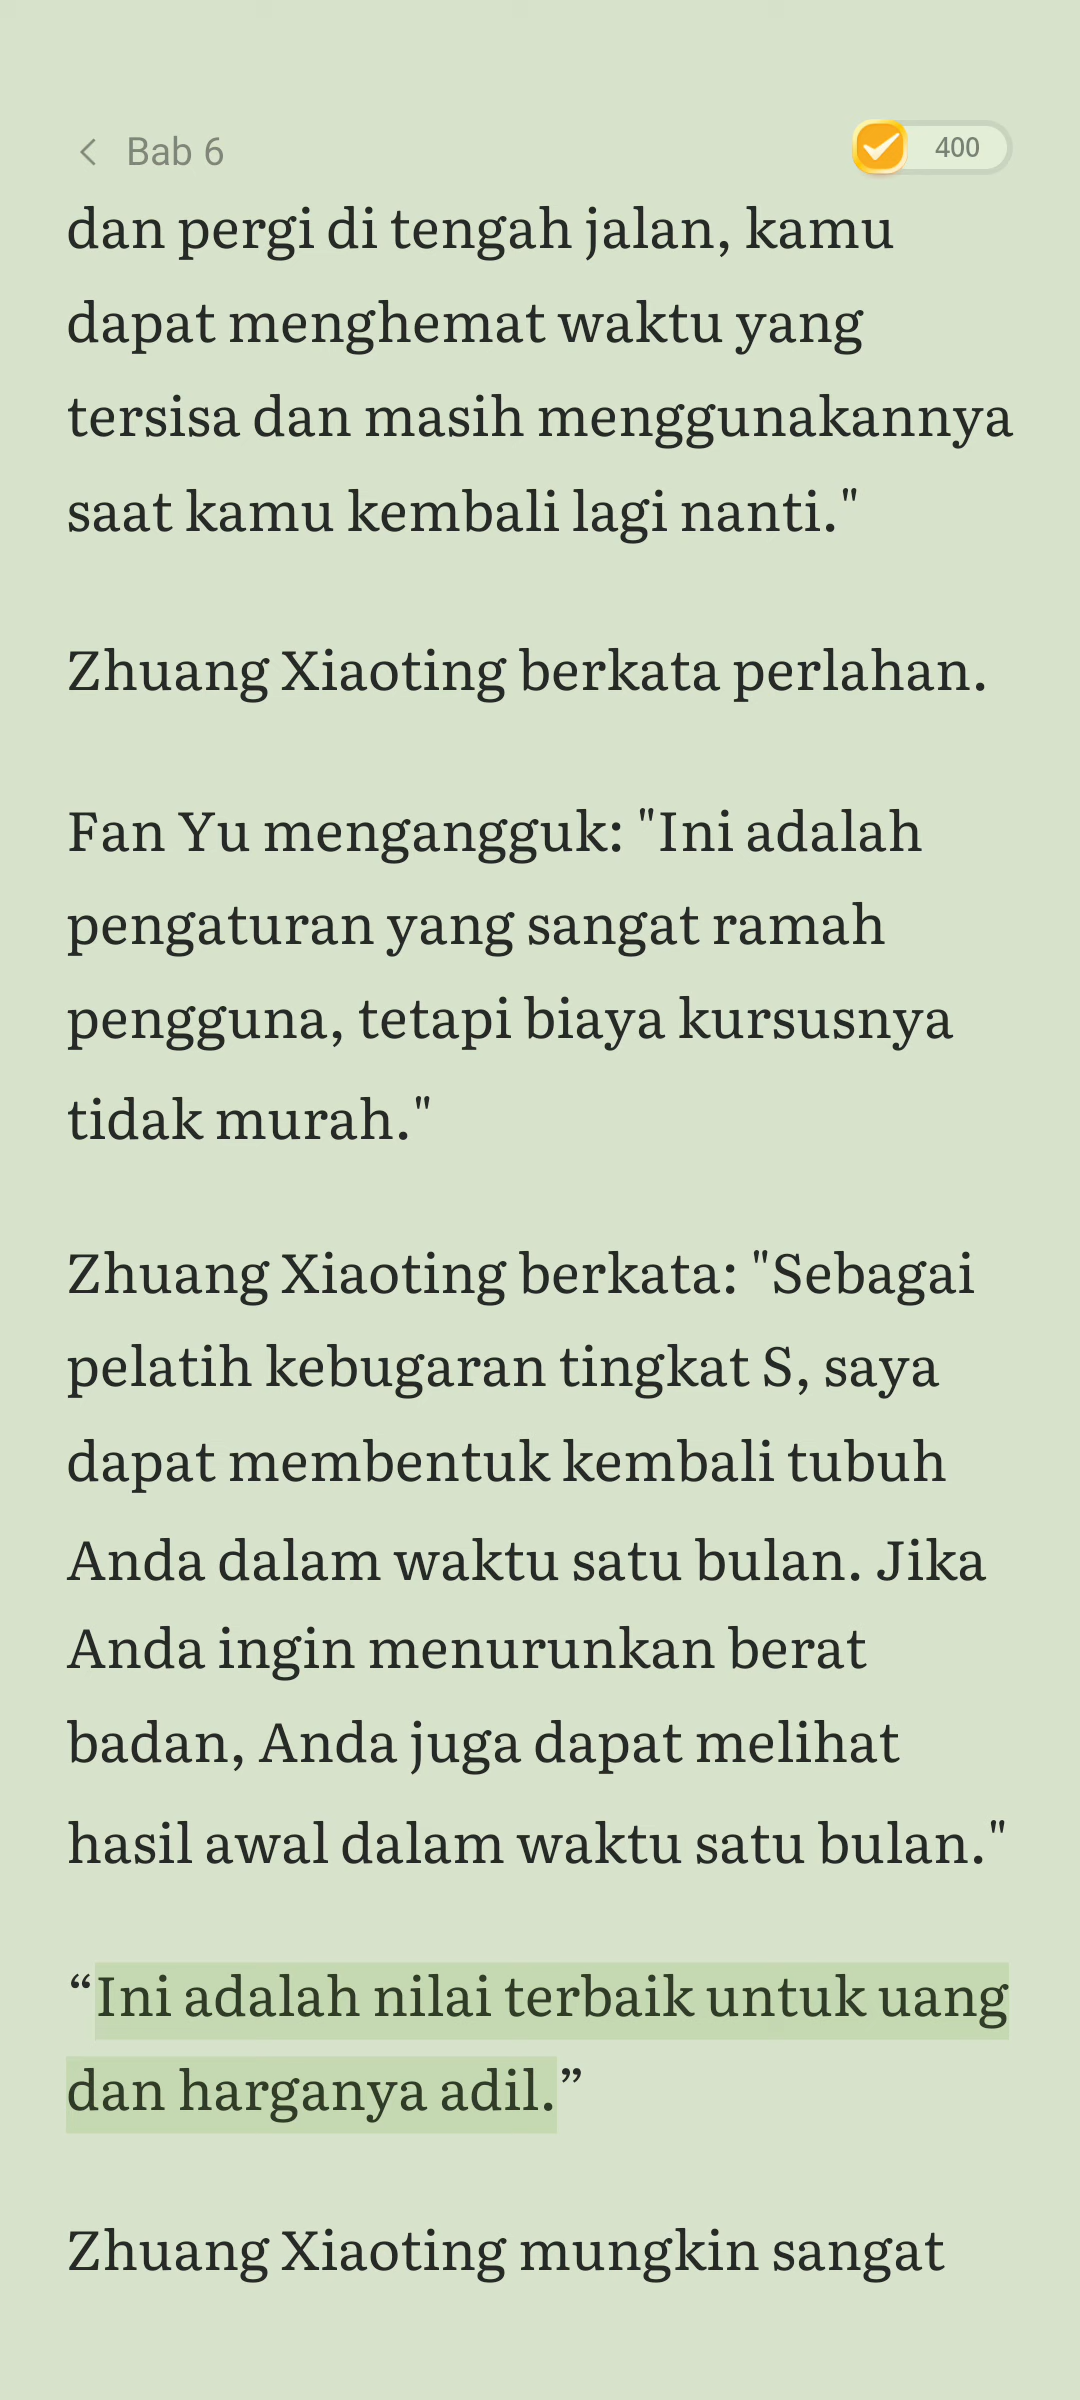 Bab 6
400
dan pergi di tengah jalan, kamu
dapat menghemat waktu yang
tersisa dan masih menggunakannya
saat kamu kembali lagi nanti."
Zhuang Xiaoting berkata perlahan.
Fan Yu mengangguk: "Ini adalah
pengaturan yang sangat ramah
pengguna, tetapi biaya kursusnya
tidak murah."
Zhuang Xiaoting berkata: "Sebagai
pelatih kebugaran tingkat S, saya
dapat membentuk kembali tubuh
Anda dalam waktu satu bulan. Jika
Anda ingin menurunkan berat
badan, Anda juga dapat melihat
hasil awal dalam waktu satu bulan."
“Ini adalah nilai terbaik untuk uang
dan harganya adil.”
Zhuang Xiaoting mungkin sangat